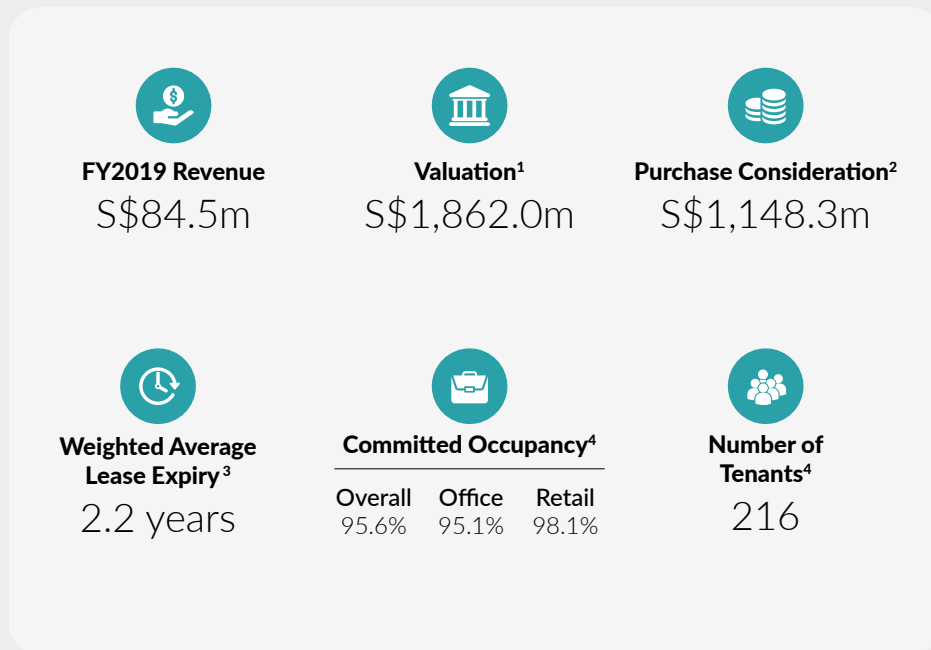 FY2019 Revenue
S$84.5m
Valuation¹
S$1,862.0m
Purchase Consideration²
S$1,148.3m
Weighted Average
Lease Expiry³
2.2 years
Committed Occupancy⁴
Overall Office Retail
95.6% 95.1% 98.1%
Number of
Tenants⁴
216